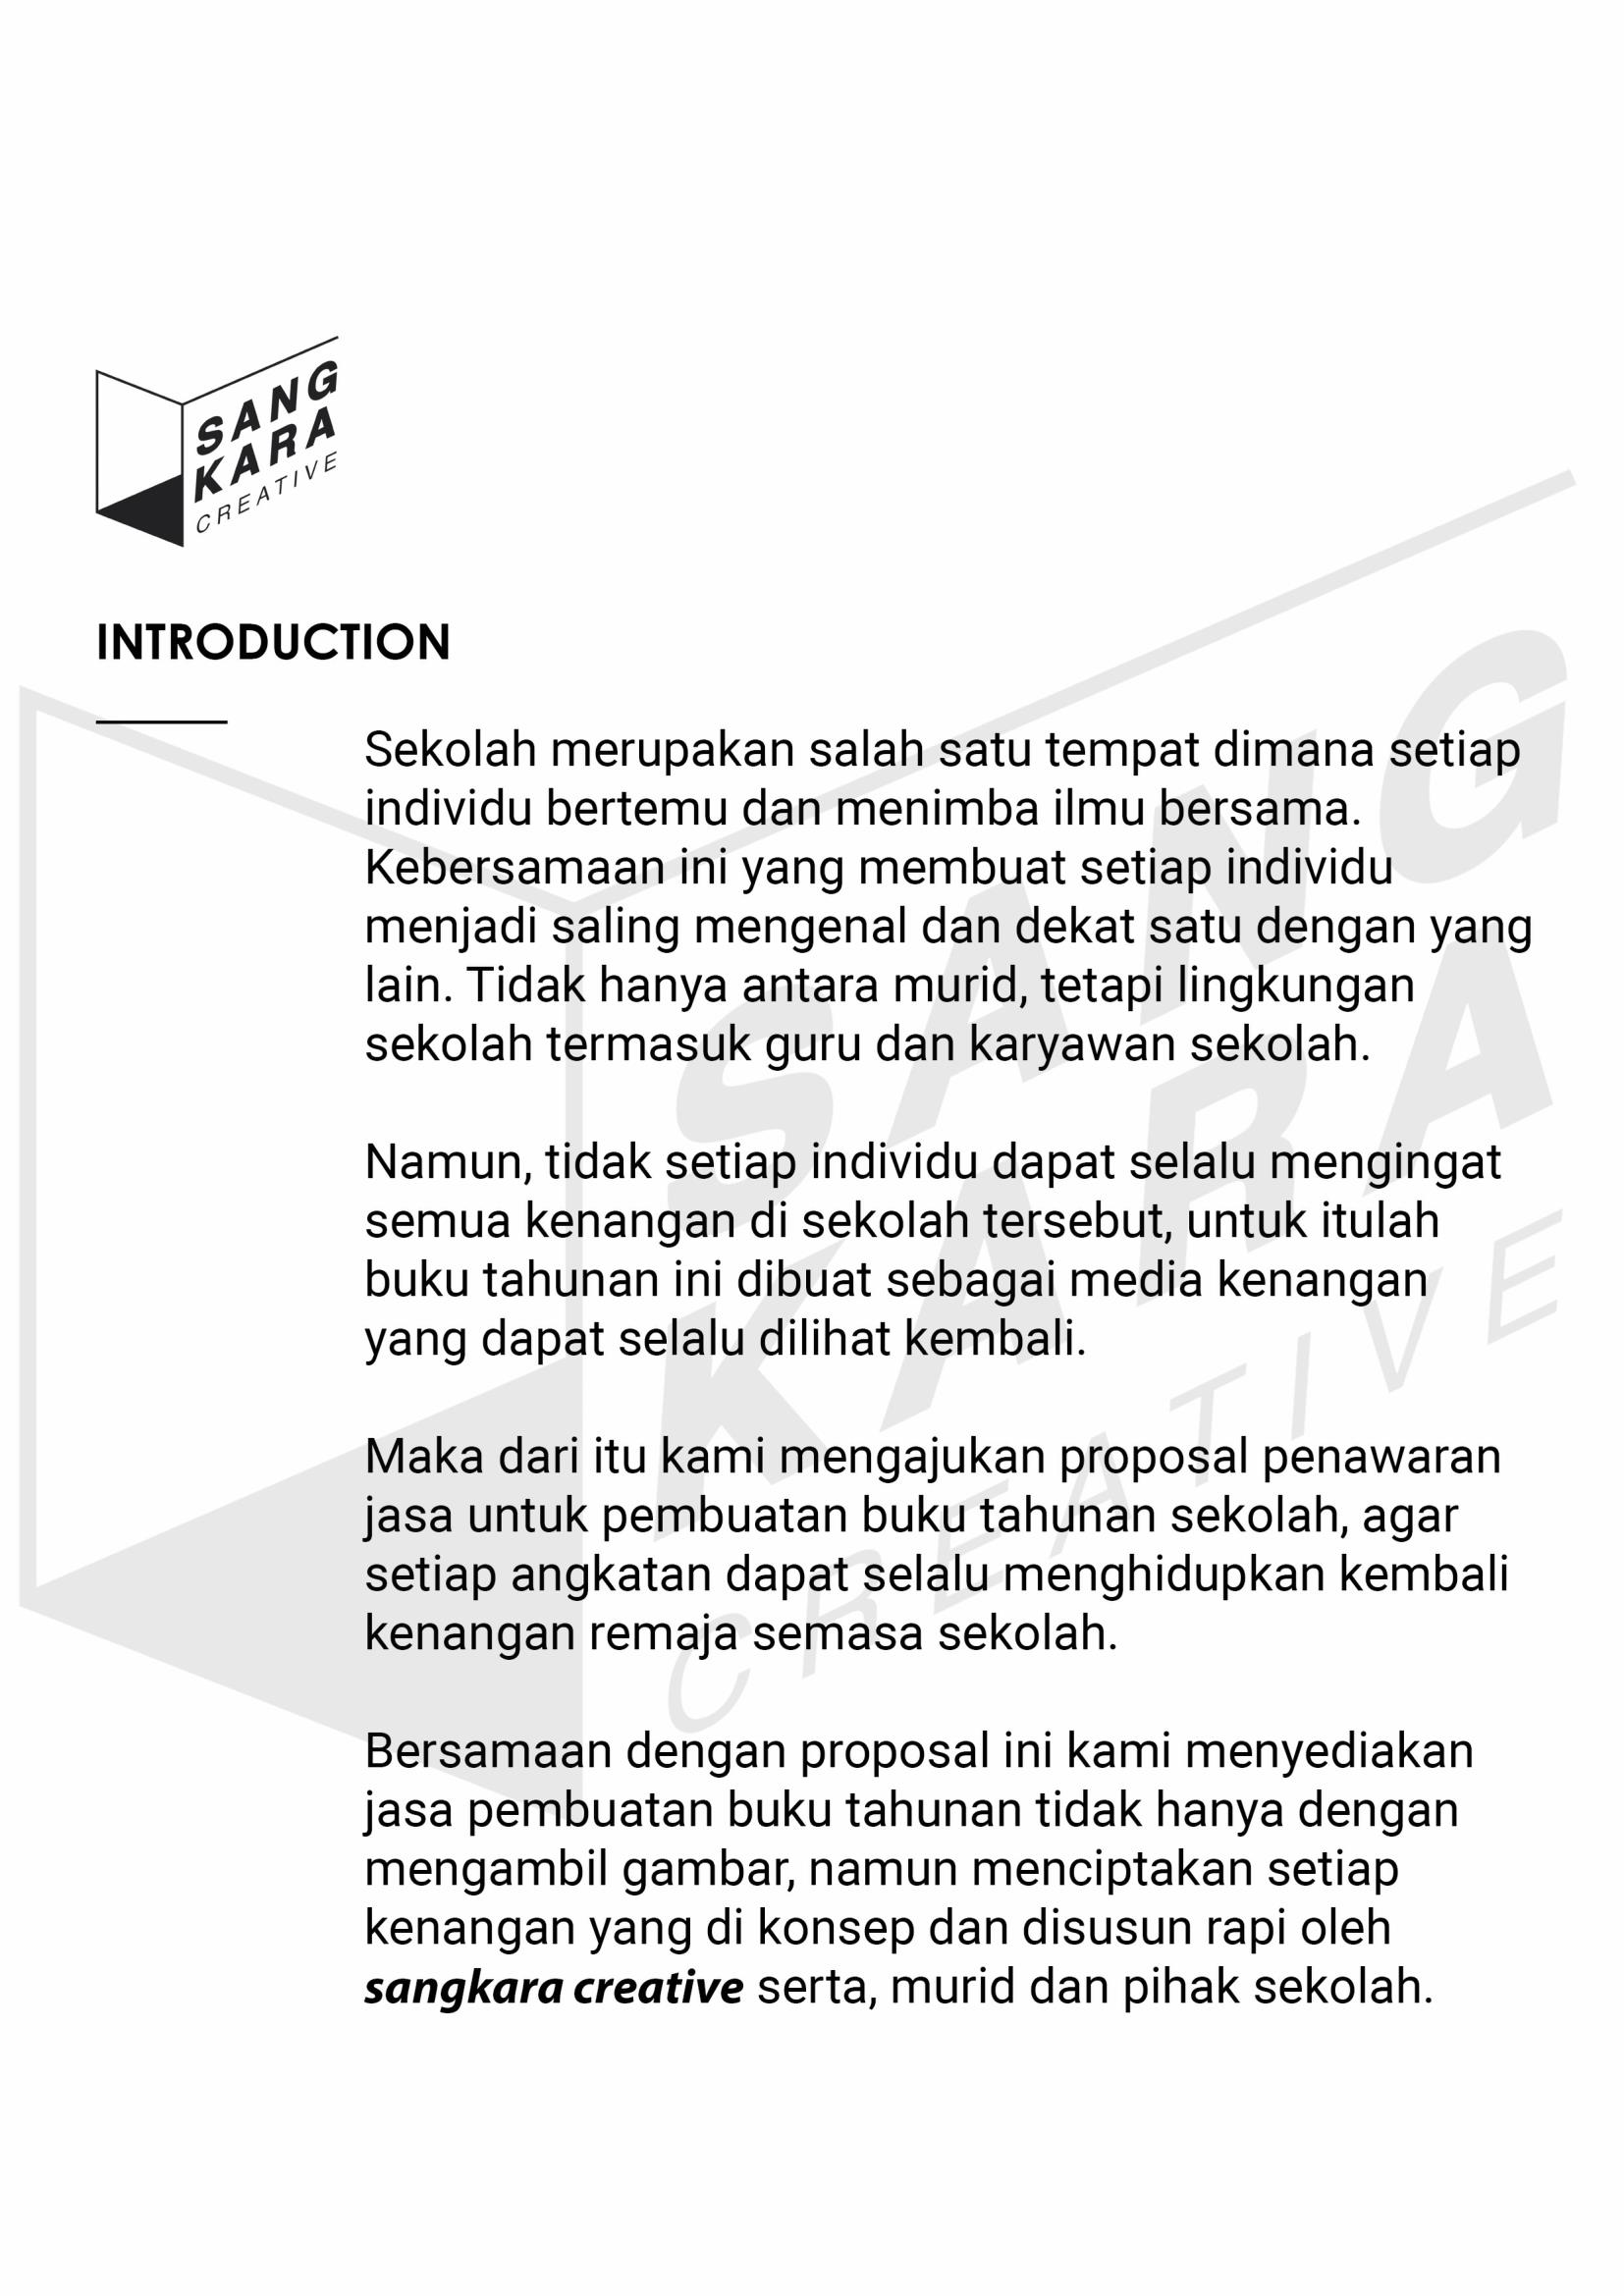 SANG
KARA
CREATIVE
INTRODUCTION
Sekolah merupakan salah satu tempat dimana setiap
individu bertemu dan menimba ilmu bersama.
Kebersamaan ini yang membuat setiap individu
menjadi saling mengenal dan dekat satu dengan yang
lain. Tidak hanya antara murid, tetapi lingkungan
sekolah termasuk guru dan karyawan sekolah.
Namun, tidak setiap individu dapat selalu mengingat
semua kenangan di sekolah tersebut, untuk itulah
buku tahunan ini dibuat sebagai media kenangan
yang dapat selalu dilihat kembali.
Maka dari itu kami mengajukan proposal penawaran
jasa untuk pembuatan buku tahunan sekolah, agar
setiap angkatan dapat selalu menghidupkan kembali
kenangan remaja semasa sekolah.
Bersamaan dengan proposal ini kami menyediakan
jasa pembuatan buku tahunan tidak hanya dengan
mengambil gambar, namun menciptakan setiap
kenangan yang di konsep dan disusun rapi oleh
sangkara creative serta, murid dan pihak sekolah.
SANG
KARA
CREATIVE